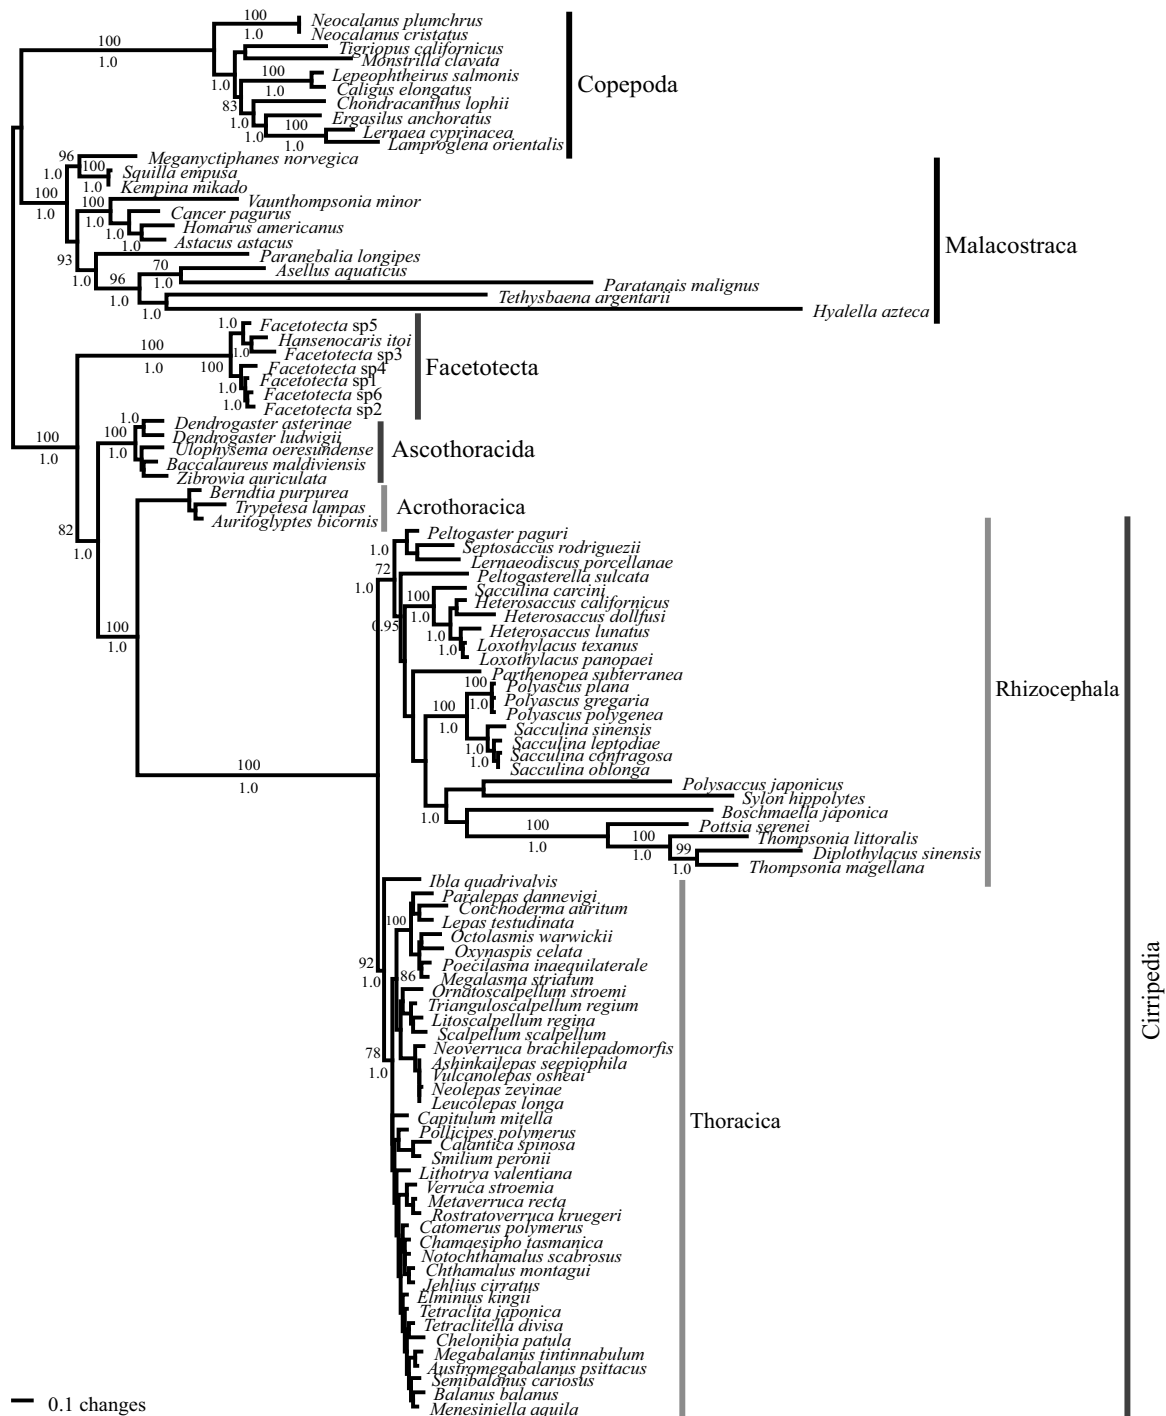 100
Neocalanus plumchrus
Neocalanus cristatus
1.0
Tigriopus californicus
Monstrilla clavata
100
1.0
1.0
100
Lepeophtheirus salmonis
1.0
Caligus elongatus
83
Chondracanthus lophii
Ergasilus anchoratus
1.0
100
Lernaea cyprinacea
1.0
1.0
Lamproglena orientalis
Copepoda
96
Meganyctiphanes norvegica
1.0
100
Squilla empusa
1.0
Kempina mikado
100
1.0
100
Vaunthompsonia minor
1.0
Cancer pagurus
1.0
Homarus americanus
1.0
Astacus astacus
93
Paranebalia longipes
1.0
70
Asellus aquaticus
96
1.0
Paratanais malignus
1.0
Tethysbaena argentarii
1.0
Hyalella azteca
Malacostraca
1.0
Facetotecta sp5
Hansenocaris itoi
1.0
Facetotecta sp3
100
1.0
100
Facetotecta sp4
1.0
Facetotecta sp1
Facetotecta sp6
1.0
Facetotecta sp2
Facetotecta
100
1.0
1.0
Dendrogaster asterinae
100
Dendrogaster ludwigii
1.0
Ulophysema oeresundense
Baccalaureus maldiviensis
Zibrowia auriculata
Ascothoracida
Berndtia purpurea
Trypetesa lampas
Auritoglyptes bicornis
Acrothoracica
82
1.0
Peltogaster paguri
1.0
Septosaccus rodriguezii
Lernaeodiscus porcellanae
72
1.0
Peltogasterella sulcata
Sacculina carcini
100
Heterosaccus californicus
1.0
Heterosaccus dollfusi
0.95
1.0
Heterosaccus lunatus
1.0
Loxothylacus texanus
Loxothylacus panopaei
100
1.0
Parthenopea subterranea
100
Polyascus plana
1.0
Polyascus gregaria
100
1.0
Polyascus polygenea
Sacculina sinensis
1.0
Sacculina leptodiae
1.0
Sacculina confragosa
Sacculina oblonga
Rhizocephala
100
1.0
Polysaccus japonicus
Sylon hippolytes
1.0
Boschmaella japonica
100
1.0
Pottsia serenei
100
1.0
Thompsonia littoralis
99
1.0
Diplothylacus sinensis
Thompsonia magellana
Ibla quadrivalvis
Paralepas dannevigi
Conchoderma auritum
100
Lepas testudinata
Octolasmis warwickii
Oxynaspis celata
92
1.0
Poecilasma inaequilaterale
86
Megalasma striatum
Ornatoscalpellum stroemi
Trianguloscalpellum regium
Litoscalpellum regina
Scalpellum scalpellum
78
1.0
Neoverruca brachilepadomorfis
Ashinkailepas seepiophila
Vulcanolepas osheai
Neolepas zevinae
Leucolepas longa
Capitulum mitella
Pollicipes polymerus
Calantica spinosa
Smilium peronii
Lithotrya valentiana
Verruca stroemia
Metaverruca recta
Rostratoverruca kruegeri
Catomerus polymerus
Chamaesipho tasmanica
Notochthamalus scabrosus
Chthamalus montagui
Jehlius cirratus
Elminius kingii
Tetraclita japonica
Tetraclitella divisa
Chelonibia patula
Megabalanus tintinnabulum
Austromegabalanus psittacus
Semibalanus cariosus
Balanus balanus
Menesiniella aquila
Thoracica
Cirripedia
0.1 changes